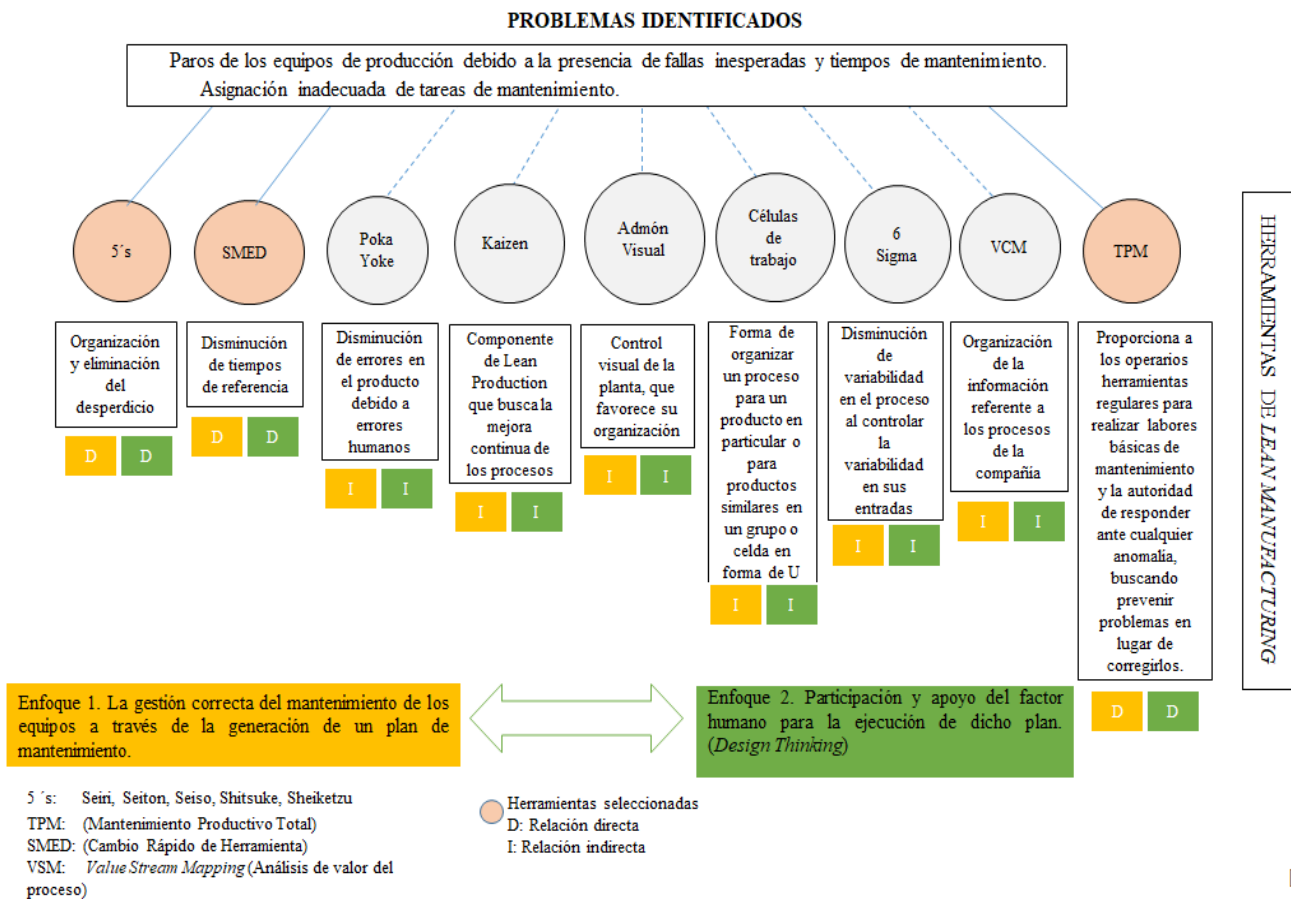 PROBLEMAS IDENTIFICADOS
Paros de los equipos de producción debido a la presencia de fallas inesperadas y tiempos de mantenimiento.
Asignación inadecuada de tareas de mantenimiento.
5´s
SMED
Poka
Yoke
Kaizen
Admón
Visual
Células
de
trabajo
6
Sigma
VCM
TPM
Organización
y eliminación
del
desperdicio
D D
Disminución
de tiempos
de referencia
D D
Disminución
de errores en
el producto
debido a
errores
humanos
I I
Componente
de Lean
Production
que busca la
mejora
continua de
los procesos
I I
Control
visual de la
planta, que
favorece su
organización
I I
Forma de
organizar
un proceso
para un
producto en
particular o
para
productos
similares en
un grupo o
celda en
forma de U
I I
Disminución
de
variabilidad
en el proceso
al controlar
la
variabilidad
en sus
entradas
I I
Organización
de la
información
referente a
los procesos
de la
compañía
I I
Proporciona a
los operarios
herramientas
regulares para
realizar labores
básicas de
mantenimiento
y la autoridad
de responder
ante cualquier
anomalía,
buscando
prevenir
problemas en
lugar de
corregirlos.
D D
HERRAMIENTAS DE LEAN MANUFACTURING
Enfoque 1. La gestión correcta del mantenimiento de los
equipos a través de la generación de un plan de
mantenimiento.
Enfoque 2. Participación y apoyo del factor
humano para la ejecución de dicho plan.
(Design Thinking)
5 ´s: Seiri, Seiton, Seiso, Shitsuke, Sheiketzu
TPM: (Mantenimiento Productivo Total)
SMED: (Cambio Rápido de Herramienta)
VSM: Value Stream Mapping (Análisis de valor del
proceso)
Herramientas seleccionadas
D: Relación directa
I: Relación indirecta